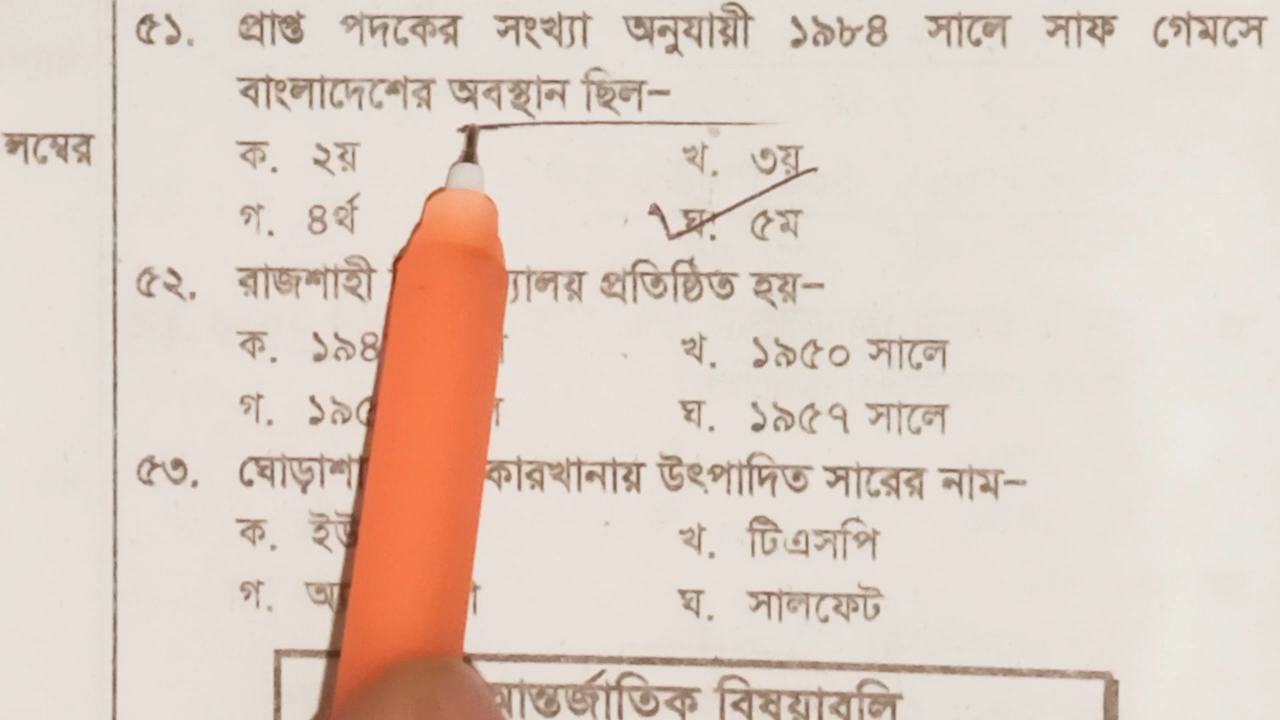 ৫১. প্রাপ্ত পদকের সংখ্যা অনুযায়ী ১৯৮৪ সালে সাফ গেমসে
বাংলাদেশের অবস্থান ছিল–
ম্বের
ক. ২য় খ. ৩য়
গ. ৪র্থ ঘ. ৫ম
৫২. রাজশাহী প্রতিষ্ঠিত হয়–
ক. খ. ১৯৫০ সালে
গ. ঘ. ১৯৫৭ সালে
৫৩. কারখানায় উৎপাদিত সারের নাম–
ক. খ. টিএসপি
গ. ঘ. সালফেট
আন্তর্জাতিক বিষয়াবলি